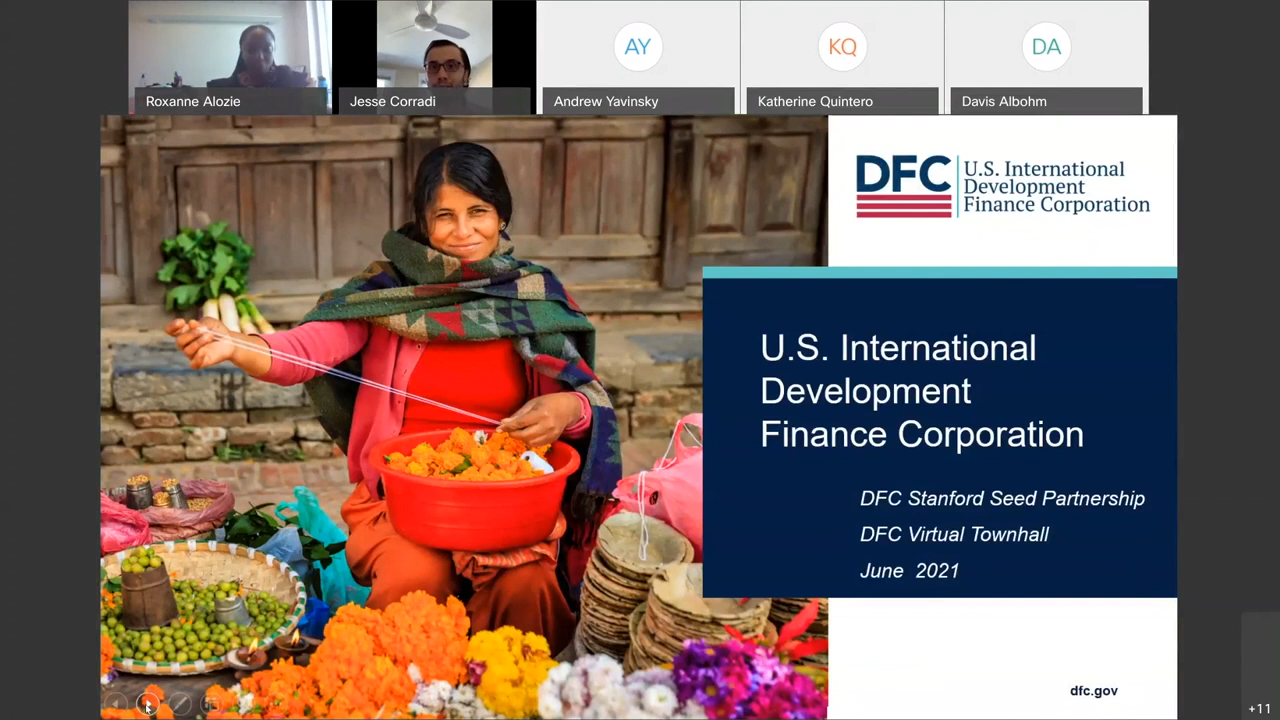 AY
KQ
DA
Roxanne Alozie
Jesse Corradi
Andrew Yavinsky
Katherine Quintero
Davis Albohm
DFC
U.S. International
Development
Finance Corporation
U.S. International
Development
Finance Corporation
DFC Stanford Seed Partnership
DFC Virtual Townhall
June 2021
dfc.gov
+11